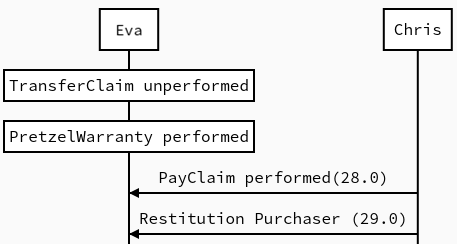 Eva
Chris
TransferClaim unperformed
PretzelWarranty performed
PayClaim performed(28.0)
Restitution Purchaser (29.0)